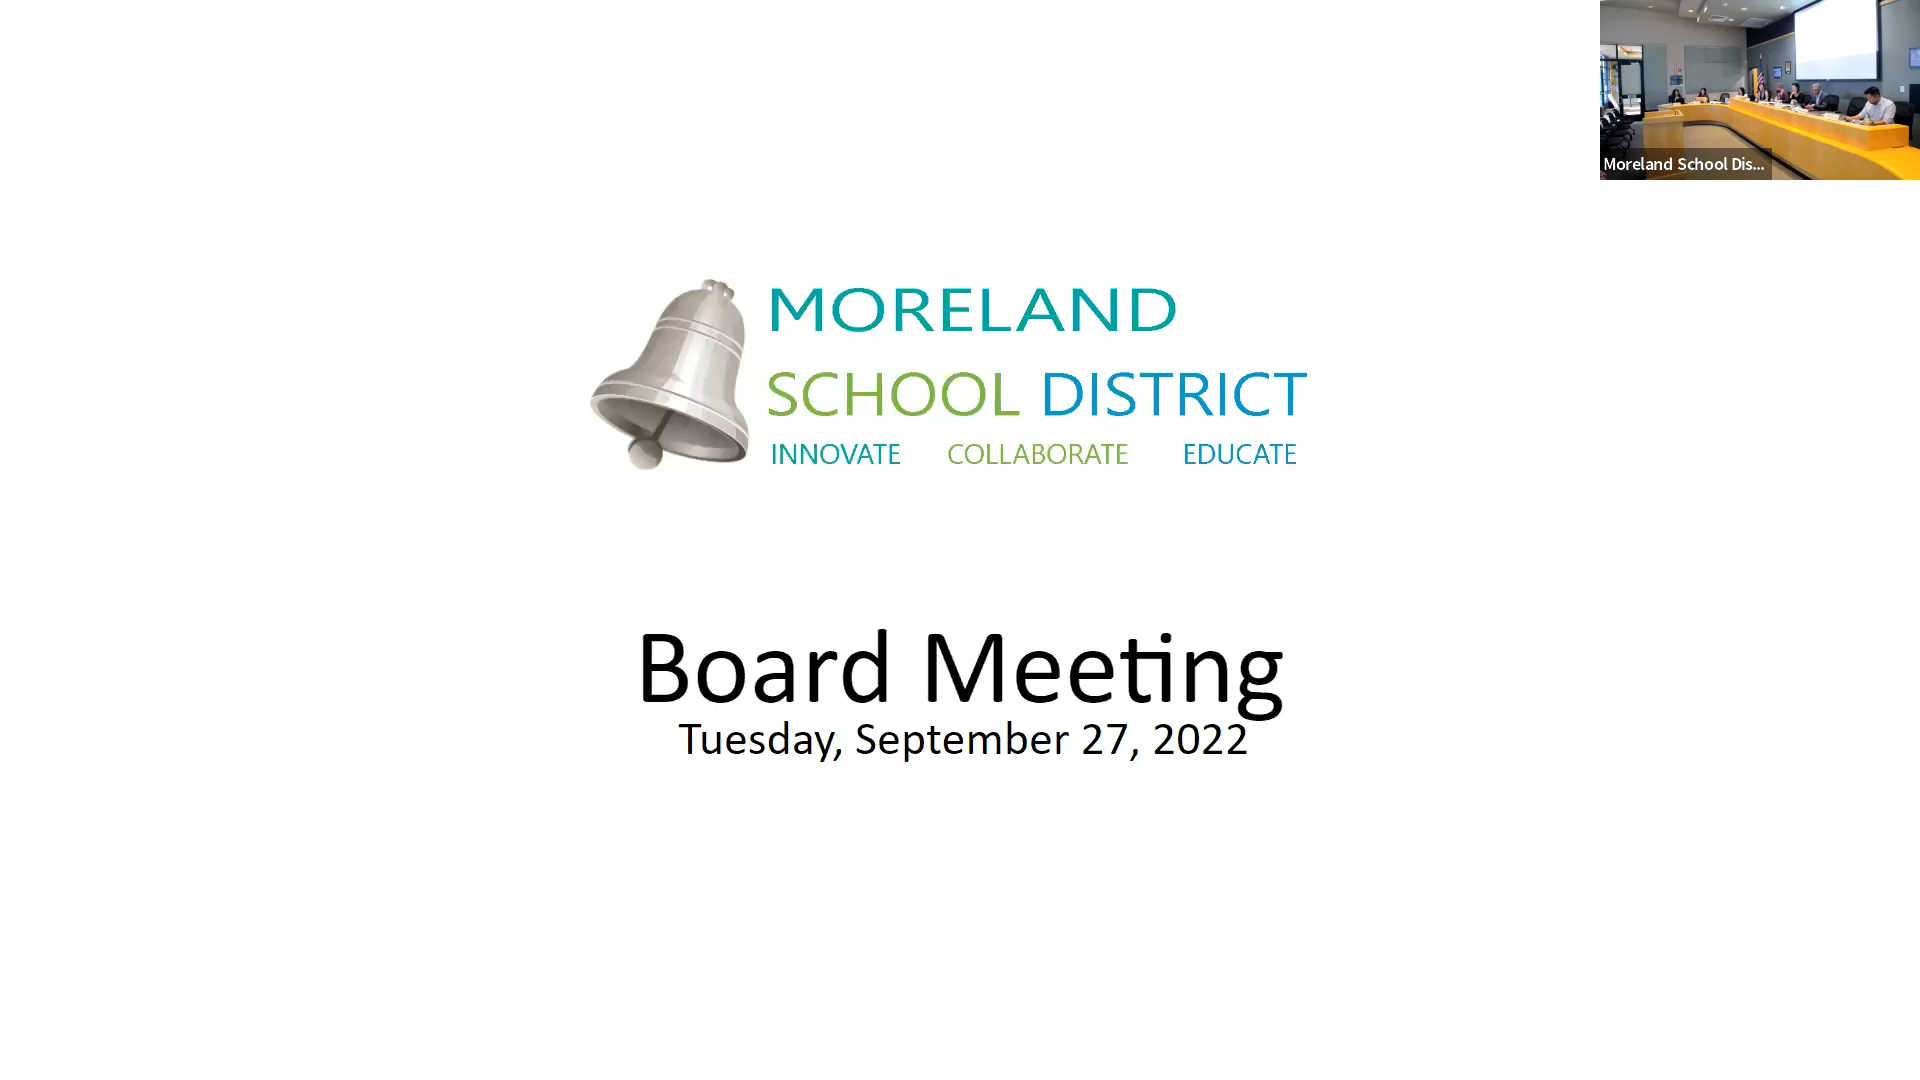 Moreland School Dis...
MORELAND
SCHOOL DISTRICT
INNOVATE COLLABORATE EDUCATE
Board Meeting
Tuesday, September 27, 2022